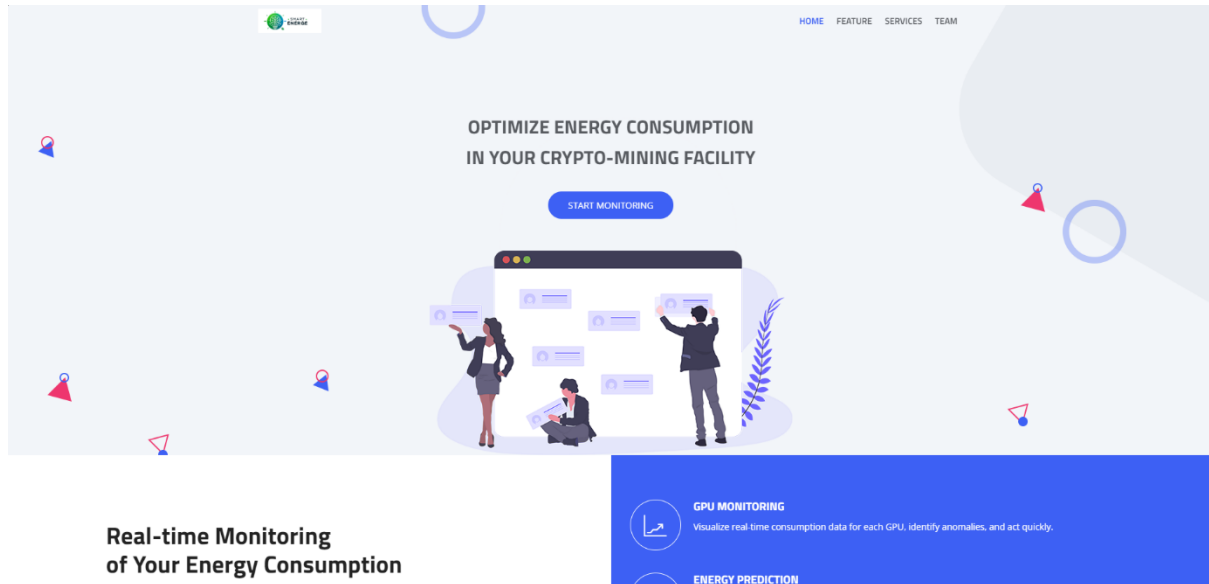 SMART
ENERGE
HOME FEATURE SERVICES TEAM
OPTIMIZE ENERGY CONSUMPTION
IN YOUR CRYPTO-MINING FACILITY
START MONITORING
Real-time Monitoring
of Your Energy Consumption
GPU MONITORING
Visualize real-time consumption data for each GPU, identify anomalies, and act quickly.
ENERGY PREDICTION